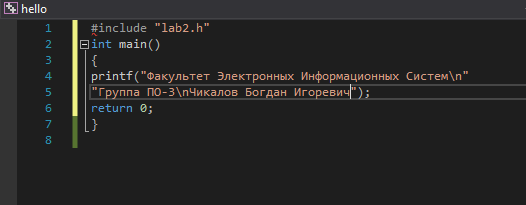 hello
1 #include "lab2.h"
2 int main()
3 {
4 printf("Факультет Электронных Информационных Систем\n"
5 "Группа ПО-3\nЧикалов Богдан Игоревич");
6 return 0;
7 }
8